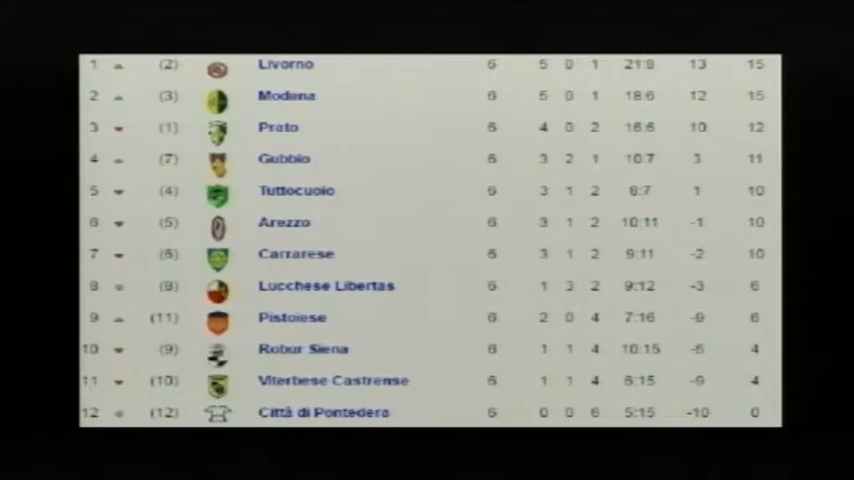 1 (2) Livorno 6 5 0 1 21:8 13 15
2 (3) Modena 6 5 0 1 18:6 12 15
3 (1) Prato 6 4 0 2 16:6 10 12
4 (7) Gubbio 6 3 2 1 10:7 3 11
5 (4) Tuttocuoio 6 3 1 2 8:7 1 10
6 (5) Arezzo 6 3 1 2 10:11 -1 10
7 (6) Carrarese 6 3 1 2 9:11 -2 10
8 (8) Lucchese Libertas 6 1 3 2 9:12 -3 6
9 (11) Pistoiese 6 2 0 4 7:16 -9 6
10 (9) Robur Siena 6 1 1 4 10:15 -5 4
11 (10) Viterbese Castrense 6 1 1 4 6:15 -9 4
12 (12) Città di Pontedera 6 0 0 6 5:15 -10 0